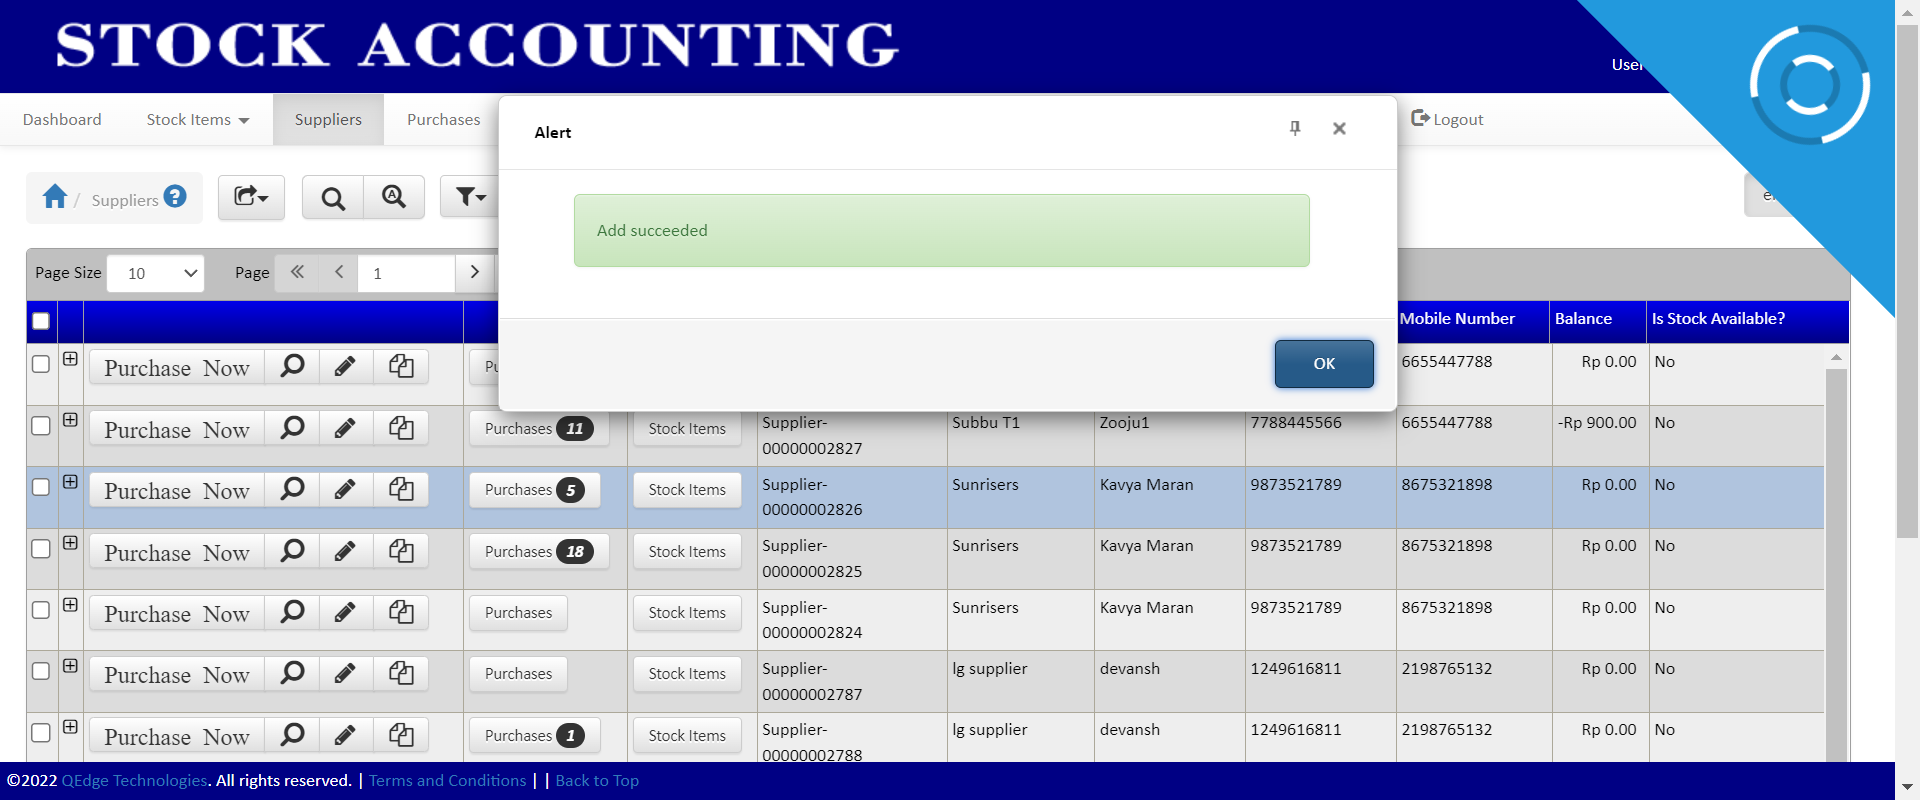 STOCK ACCOUNTING
User
Dashboard Stock Items Suppliers Purchases Logout
Alert
/ Suppliers ?
Add succeeded
Page Size 10 Page 1
OK
Mobile Number Balance Is Stock Available?
Purchase Now 6655447788 Rp 0.00 No
Purchase Now Purchases 11 Stock Items Supplier-00000002827 Subbu T1 Zooju1 7788445566 6655447788 -Rp 900.00 No
Purchase Now Purchases 5 Stock Items Supplier-00000002826 Sunrisers Kavya Maran 9873521789 8675321898 Rp 0.00 No
Purchase Now Purchases 18 Stock Items Supplier-00000002825 Sunrisers Kavya Maran 9873521789 8675321898 Rp 0.00 No
Purchase Now Purchases Stock Items Supplier-00000002824 Sunrisers Kavya Maran 9873521789 8675321898 Rp 0.00 No
Purchase Now Purchases Stock Items Supplier-00000002787 lg supplier devansh 1249616811 2198765132 Rp 0.00 No
Purchase Now Purchases 1 Stock Items Supplier-00000002788 lg supplier devansh 1249616811 2198765132 Rp 0.00 No
©2022 QEdge Technologies. All rights reserved. | Terms and Conditions | | Back to Top